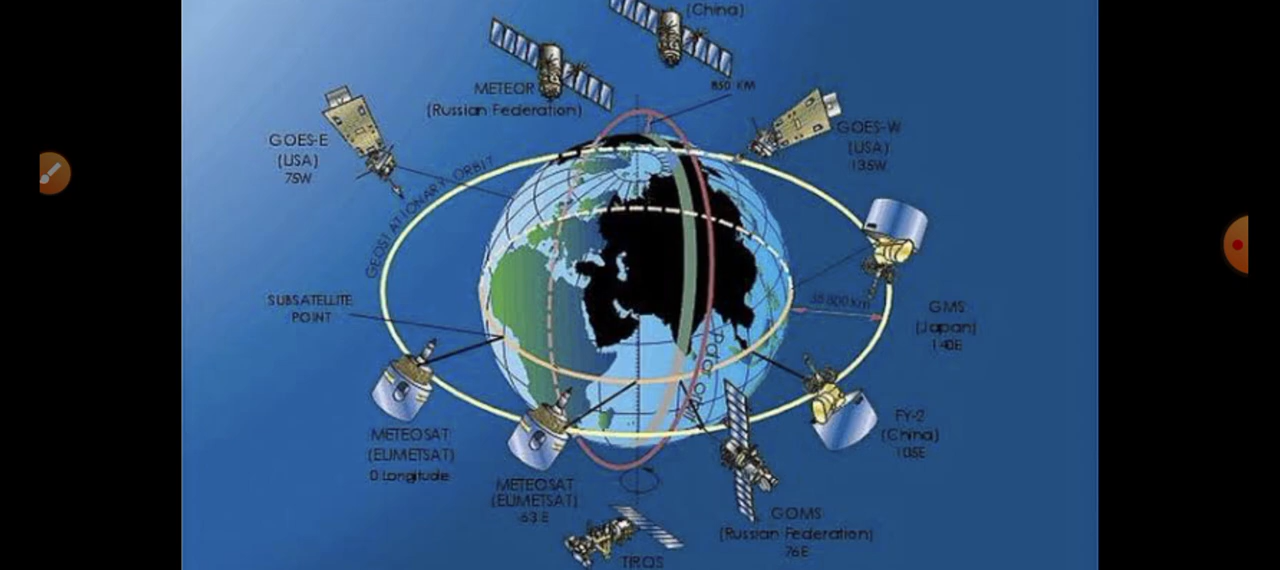 (China)
METEOR
(Russian Federation)
850 KM
GOES-E
(USA)
75W
GOES-W
(USA)
135W
GEOSTATIONARY ORBIT
SUBSATELLITE
POINT
35 800 Km
GMS
(Japan)
140E
METEOSAT
(EUMETSAT)
0 Longitude
METEOSAT
(EUMETSAT)
63 E
FY-2
(China)
105E
GOMS
(Russian Federation)
76E
TIROS